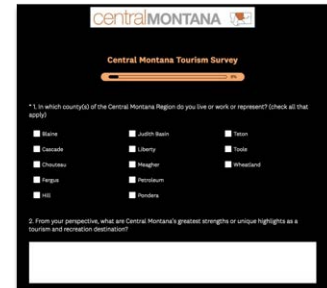 centralMONTANA
Central Montana Tourism Survey
0%
* 1. In which county(s) of the Central Montana Region do you live or work or represent? (check all that
apply)
Blaine
Judith Basin
Teton
Cascade
Liberty
Toole
Chouteau
Meagher
Wheatland
Fergus
Petroleum
Hill
Pondera
2. From your perspective, what are Central Montana's greatest strengths or unique highlights as a
tourism and recreation destination?